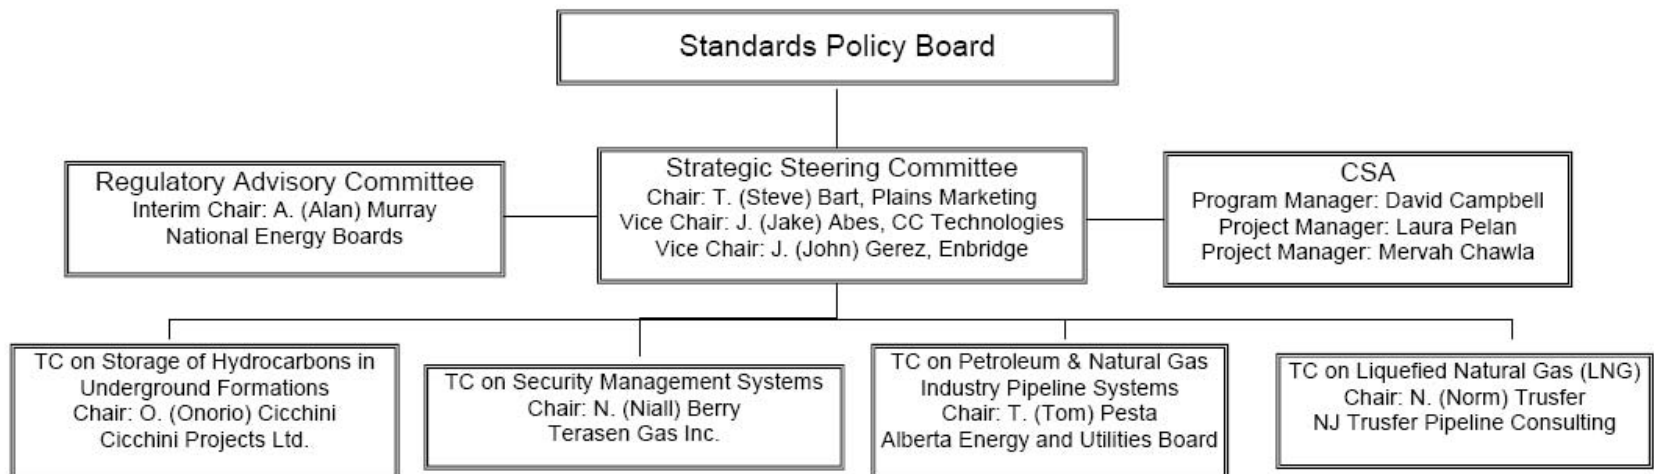 Standards Policy Board
Regulatory Advisory Committee
Interim Chair: A. (Alan) Murray
National Energy Boards
Strategic Steering Committee
Chair: T. (Steve) Bart, Plains Marketing
Vice Chair: J. (Jake) Abes, CC Technologies
Vice Chair: J. (John) Gerez, Enbridge
CSA
Program Manager: David Campbell
Project Manager: Laura Pelan
Project Manager: Mervah Chawla
TC on Storage of Hydrocarbons in
Underground Formations
Chair: O. (Onorio) Cicchini
Cicchini Projects Ltd.
TC on Security Management Systems
Chair: N. (Niall) Berry
Terasen Gas Inc.
TC on Petroleum & Natural Gas
Industry Pipeline Systems
Chair: T. (Tom) Pesta
Alberta Energy and Utilities Board
TC on Liquefied Natural Gas (LNG)
Chair: N. (Norm) Trusfer
NJ Trusfer Pipeline Consulting